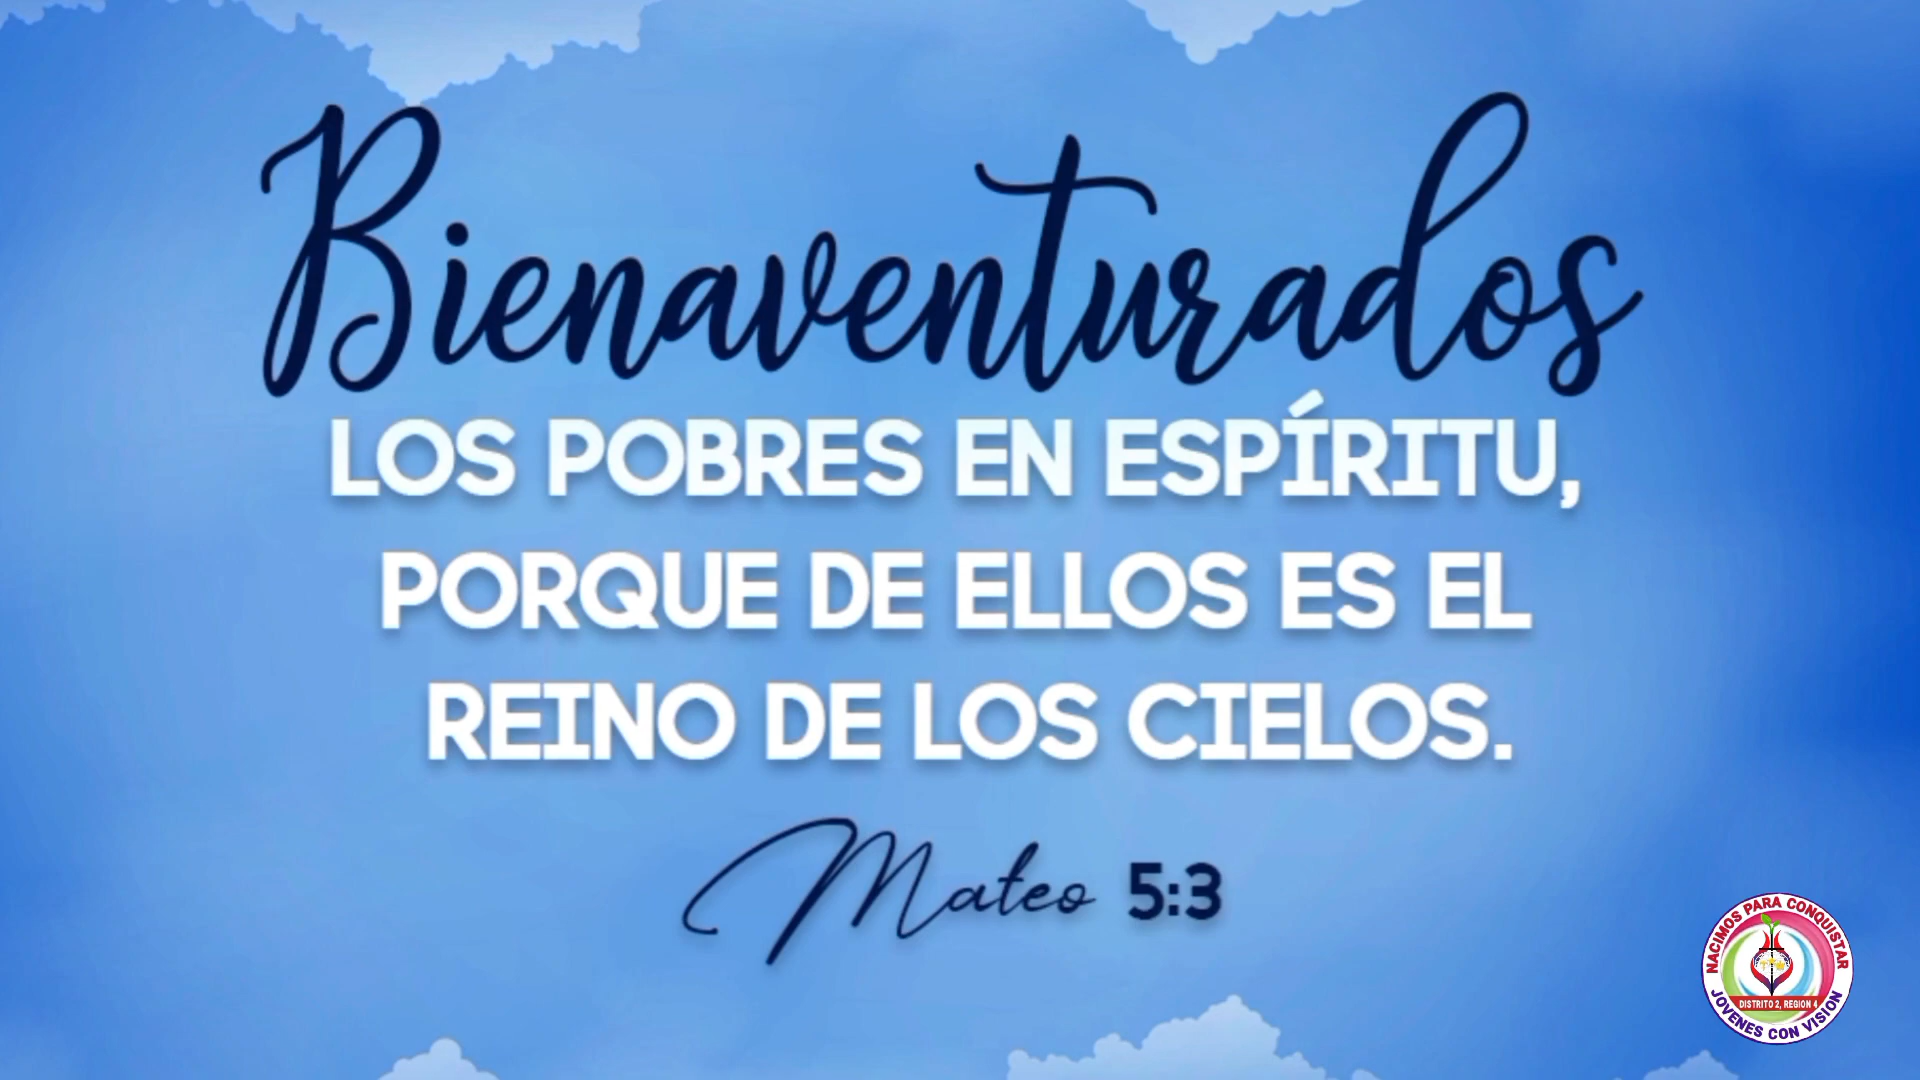 Bienaventurados
LOS POBRES EN ESPÍRITU,
PORQUE DE ELLOS ES EL
REINO DE LOS CIELOS.
Mateo 5:3
NACIMOS PARA CONQUISTAR
DISTRITO 2, REGION 4
JOVENES CON VISION